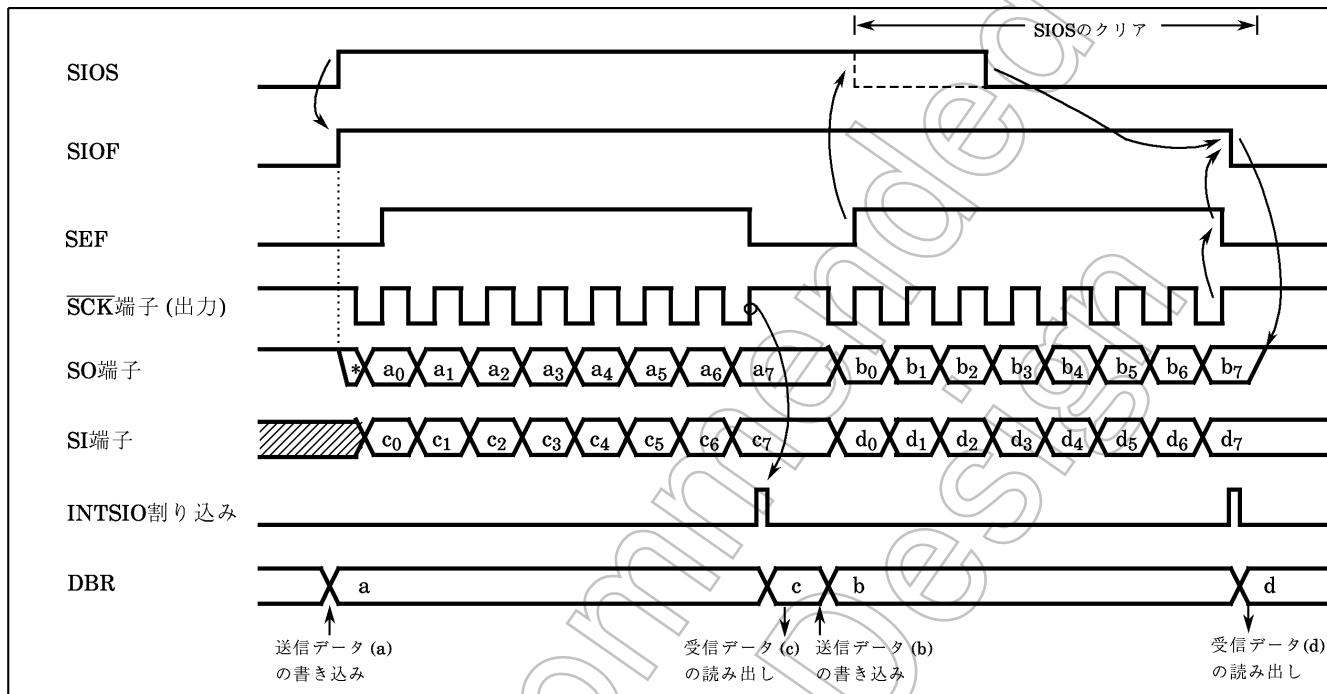 SIOSのクリア
SIOS
SIOF
SEF
SCK端子 (出力)
SO端子
* a0 a1 a2 a3 a4 a5 a6 a7 b0 b1 b2 b3 b4 b5 b6 b7
SI端子
c0 c1 c2 c3 c4 c5 c6 c7 d0 d1 d2 d3 d4 d5 d6 d7
INTSIO割り込み
DBR
a c b d
送信データ (a)
の書き込み
受信データ (c)
の読み出し
送信データ (b)
の書き込み
受信データ (d)
の読み出し
ommended
Design